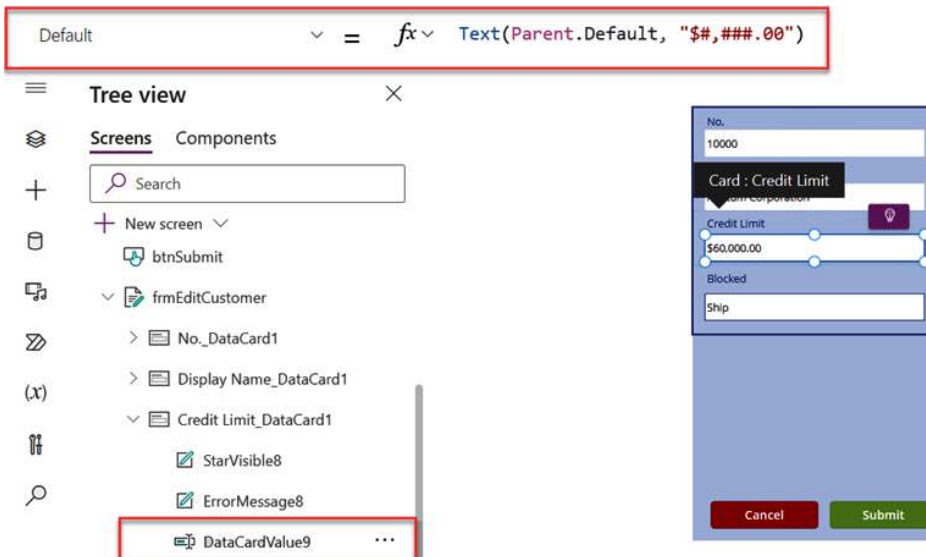 Default = fx Text(Parent.Default, "$#,###.00")
Tree view
Screens Components
Search
New screen
btnSubmit
frmEditCustomer
No._DataCard1
Display Name_DataCard1
(x)
Credit Limit_DataCard1
StarVisible8
ErrorMessage8
DataCardValue9 ...
No.
10000
Card : Credit Limit
Corporation
Credit Limit
$60,000.00
Blocked
Ship
Cancel Submit